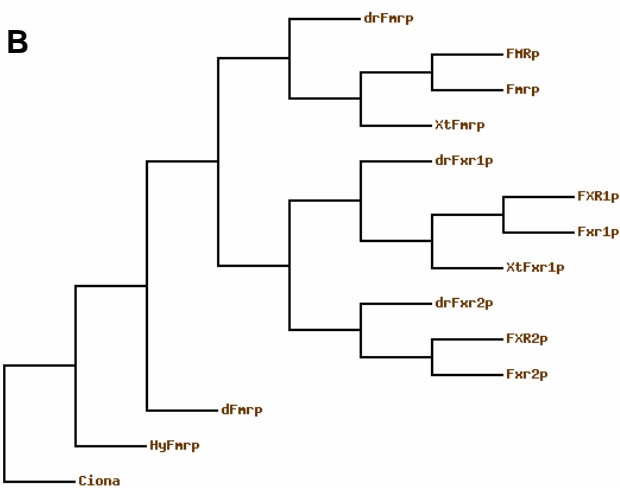 B
drFmrp
FMRp
Fmrp
XtFmrp
drFxr1p
FXR1p
Fxr1p
XtFxr1p
drFxr2p
FXR2p
Fxr2p
dFmrp
HyFmrp
Ciona